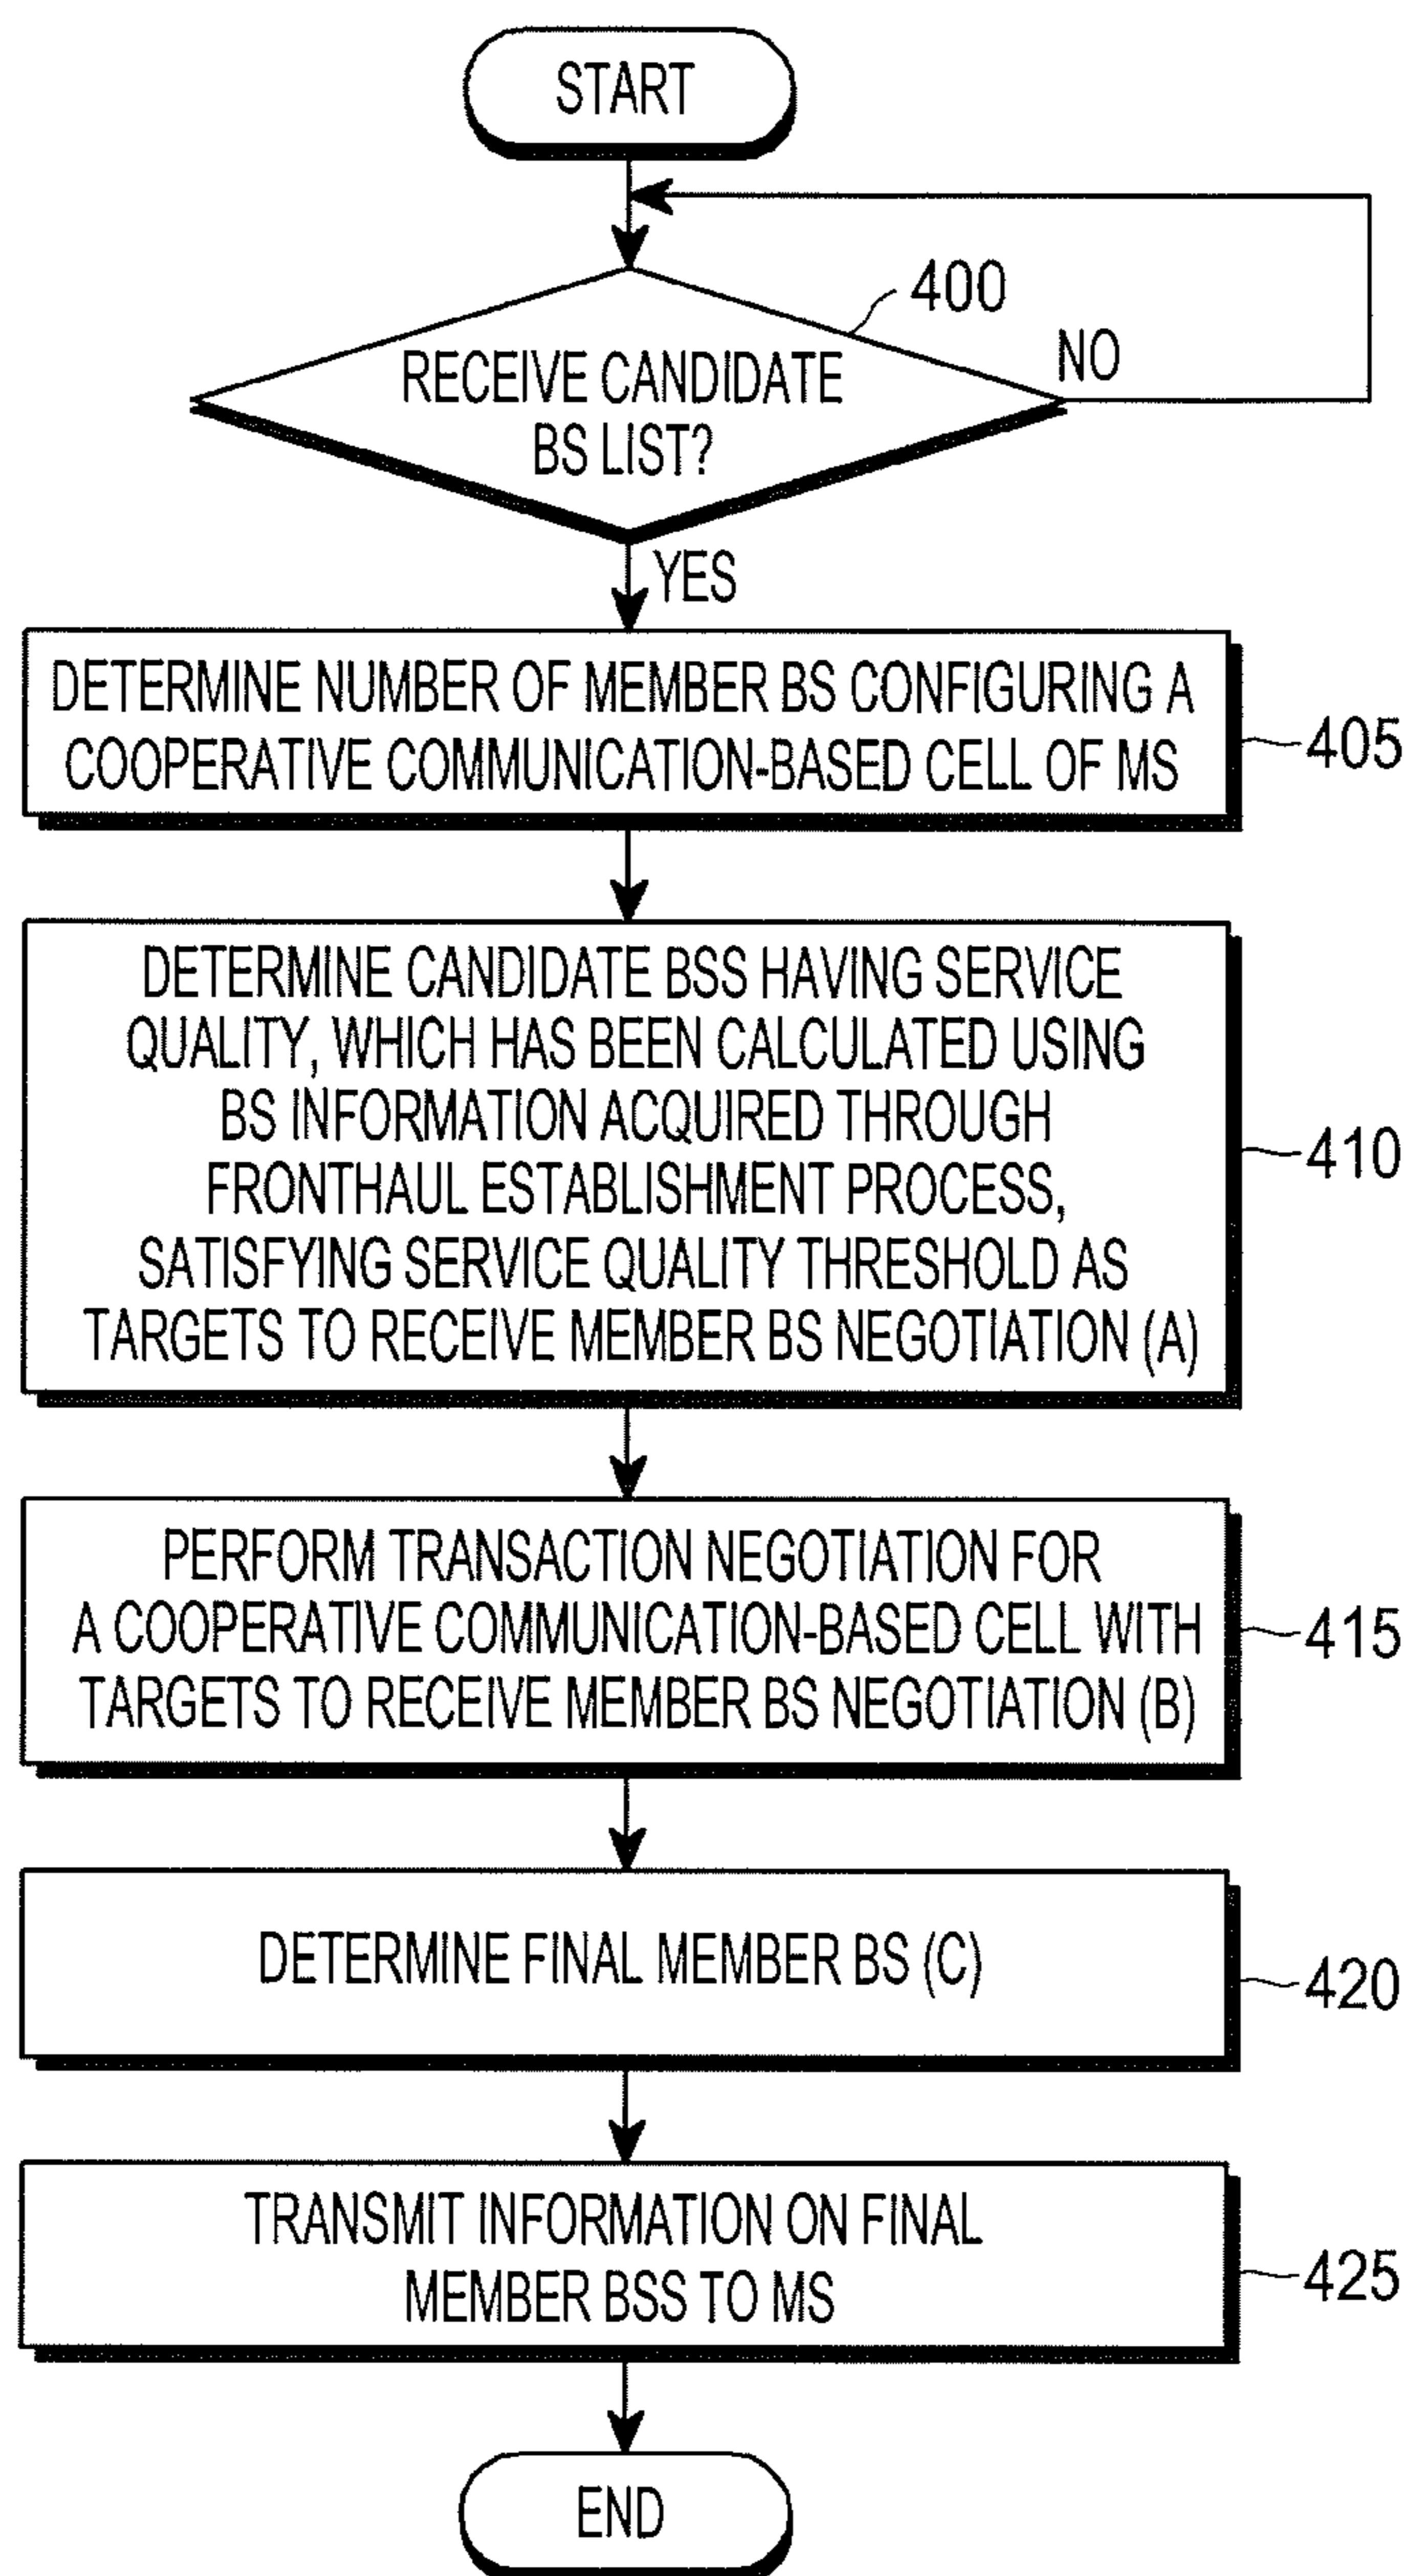 START
400
RECEIVE CANDIDATE
BS LIST?
NO
YES
DETERMINE NUMBER OF MEMBER BS CONFIGURING A
COOPERATIVE COMMUNICATION-BASED CELL OF MS
405
DETERMINE CANDIDATE BSS HAVING SERVICE
QUALITY, WHICH HAS BEEN CALCULATED USING
BS INFORMATION ACQUIRED THROUGH
FRONTHAUL ESTABLISHMENT PROCESS,
SATISFYING SERVICE QUALITY THRESHOLD AS
TARGETS TO RECEIVE MEMBER BS NEGOTIATION (A)
410
PERFORM TRANSACTION NEGOTIATION FOR
A COOPERATIVE COMMUNICATION-BASED CELL WITH
TARGETS TO RECEIVE MEMBER BS NEGOTIATION (B)
415
DETERMINE FINAL MEMBER BS (C)
420
TRANSMIT INFORMATION ON FINAL
MEMBER BSS TO MS
425
END